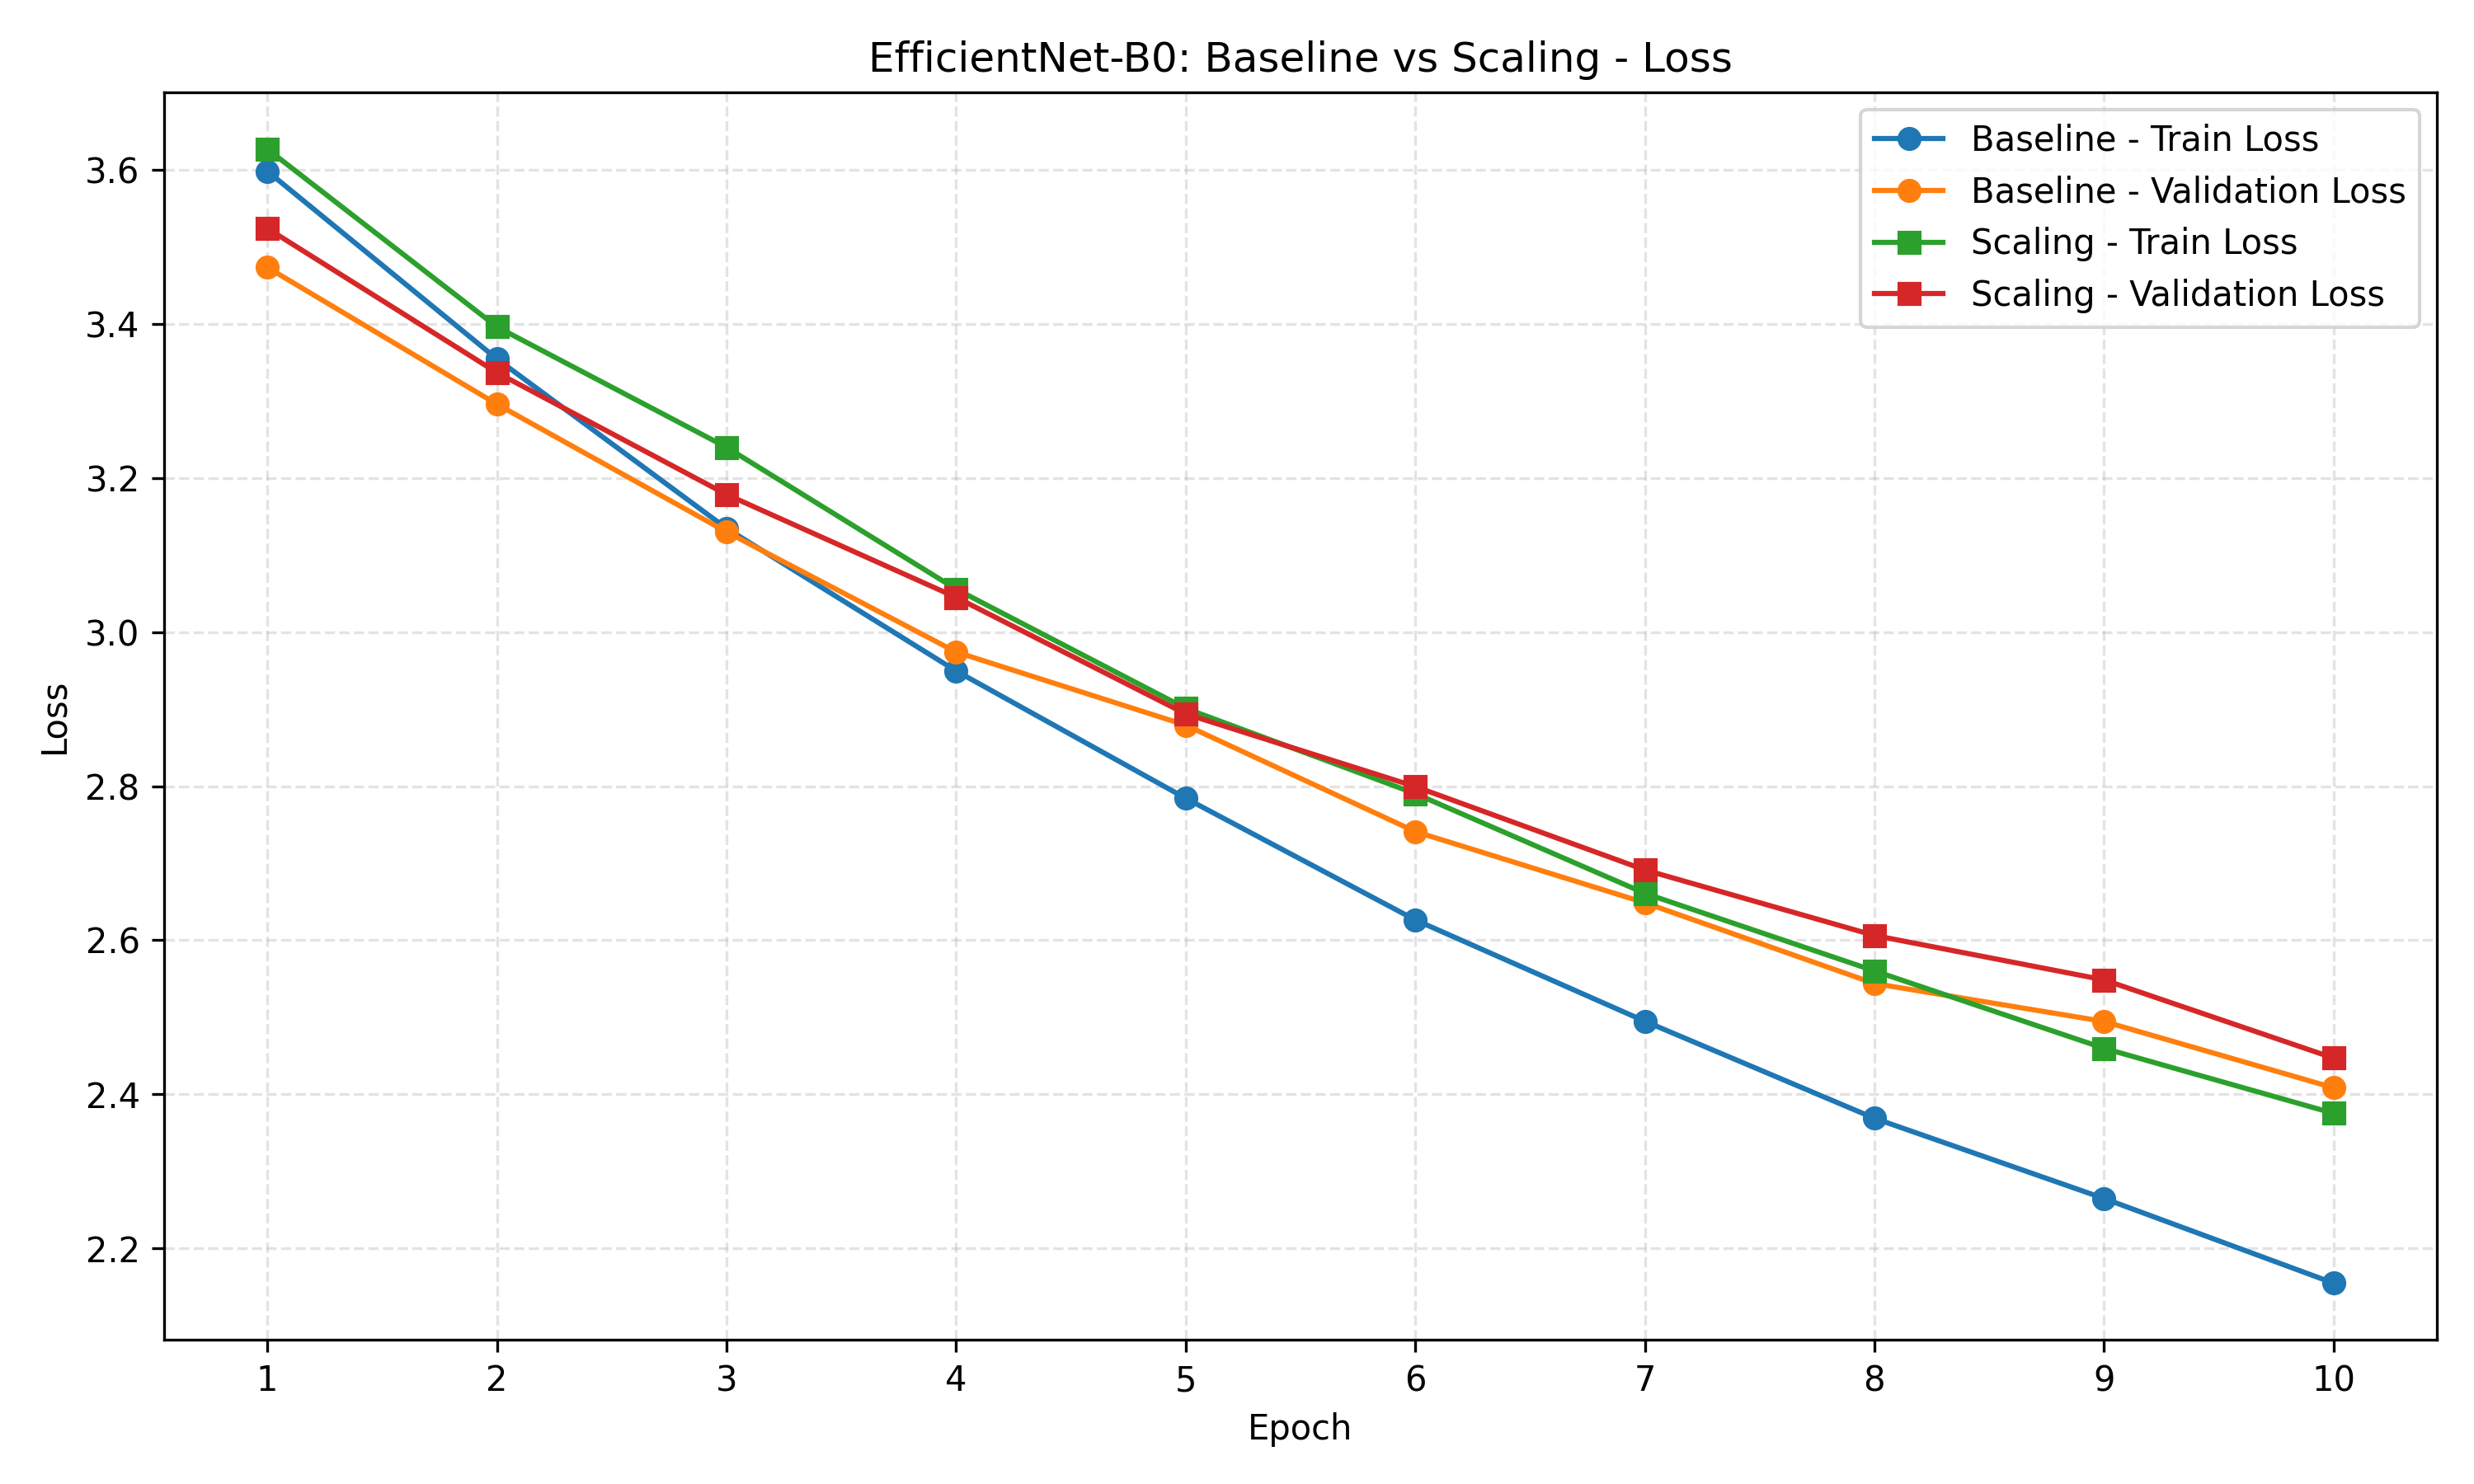 EfficientNet-B0: Baseline vs Scaling - Loss
Baseline - Train Loss
Baseline - Validation Loss
Scaling - Train Loss
Scaling - Validation Loss
3.6
3.4
3.2
3.0
2.8
2.6
2.4
2.2
Loss
1 2 3 4 5 6 7 8 9 10
Epoch